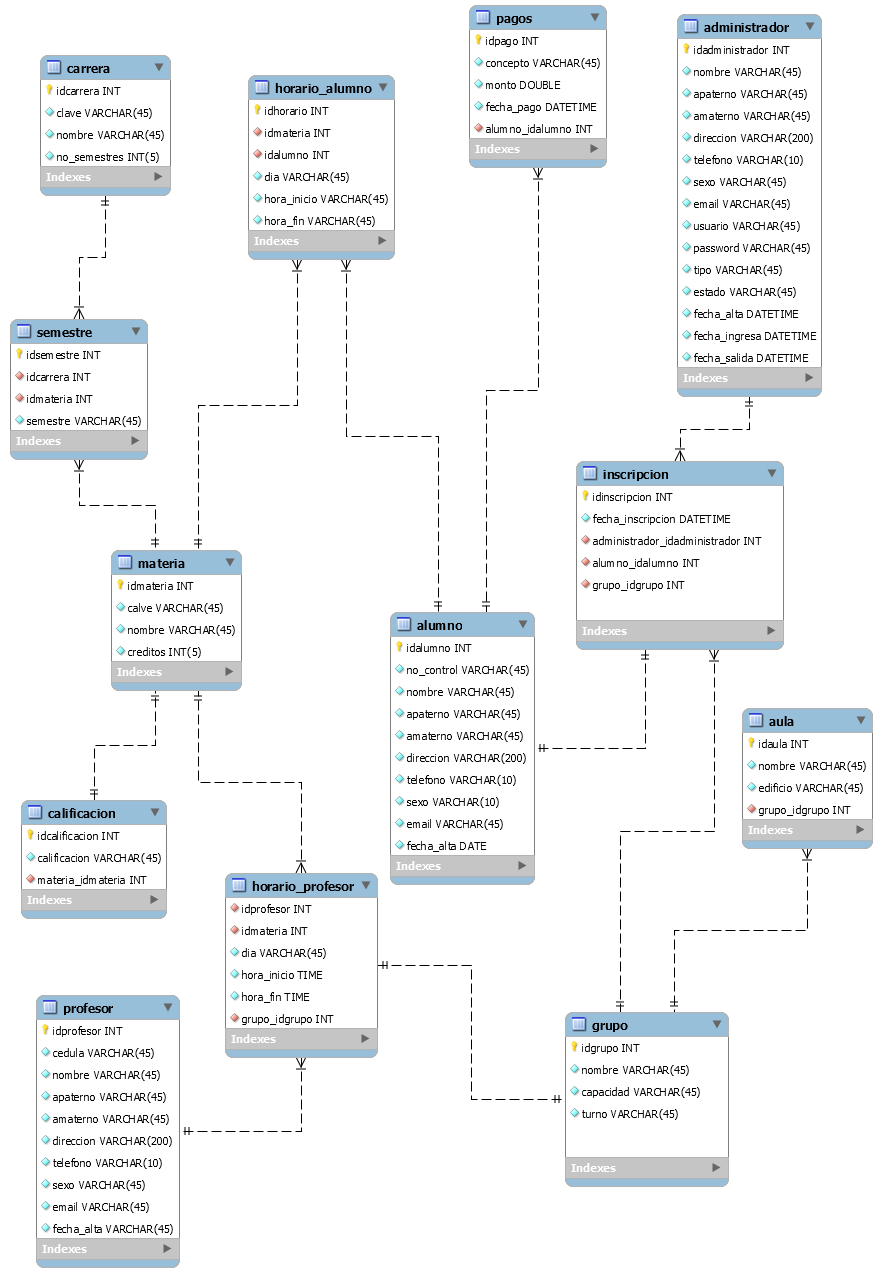 pagos
idpago INT
concepto VARCHAR(45)
monto DOUBLE
fecha_pago DATETIME
alumno_idalumno INT
Indexes
administrador
idadministrador INT
nombre VARCHAR(45)
apaterno VARCHAR(45)
amaterno VARCHAR(45)
direccion VARCHAR(200)
telefono VARCHAR(10)
sexo VARCHAR(45)
email VARCHAR(45)
usuario VARCHAR(45)
password VARCHAR(45)
tipo VARCHAR(45)
estado VARCHAR(45)
fecha_alta DATETIME
fecha_ingresa DATETIME
fecha_salida DATETIME
Indexes
carrera
idcarrera INT
clave VARCHAR(45)
nombre VARCHAR(45)
no_semestres INT(5)
Indexes
horario_alumno
idhorario INT
idmateria INT
idalumno INT
dia VARCHAR(45)
hora_inicio VARCHAR(45)
hora_fin VARCHAR(45)
Indexes
semestre
idsemestre INT
idcarrera INT
idmateria INT
semestre VARCHAR(45)
Indexes
inscripcion
idinscripcion INT
fecha_inscripcion DATETIME
administrador_idadministrador INT
alumno_idalumno INT
grupo_idgrupo INT
Indexes
materia
idmateria INT
calve VARCHAR(45)
nombre VARCHAR(45)
creditos INT(5)
Indexes
alumno
idalumno INT
no_control VARCHAR(45)
nombre VARCHAR(45)
apaterno VARCHAR(45)
amaterno VARCHAR(45)
direccion VARCHAR(200)
telefono VARCHAR(10)
sexo VARCHAR(10)
email VARCHAR(45)
fecha_alta DATE
Indexes
aula
idaula INT
nombre VARCHAR(45)
edificio VARCHAR(45)
grupo_idgrupo INT
Indexes
calificacion
idcalificacion INT
calificacion VARCHAR(45)
materia_idmateria INT
Indexes
horario_profesor
idprofesor INT
idmateria INT
dia VARCHAR(45)
hora_inicio TIME
hora_fin TIME
grupo_idgrupo INT
Indexes
profesor
idprofesor INT
cedula VARCHAR(45)
nombre VARCHAR(45)
apaterno VARCHAR(45)
amaterno VARCHAR(45)
direccion VARCHAR(200)
telefono VARCHAR(10)
sexo VARCHAR(45)
email VARCHAR(45)
fecha_alta VARCHAR(45)
Indexes
grupo
idgrupo INT
nombre VARCHAR(45)
capacidad VARCHAR(45)
turno VARCHAR(45)
Indexes